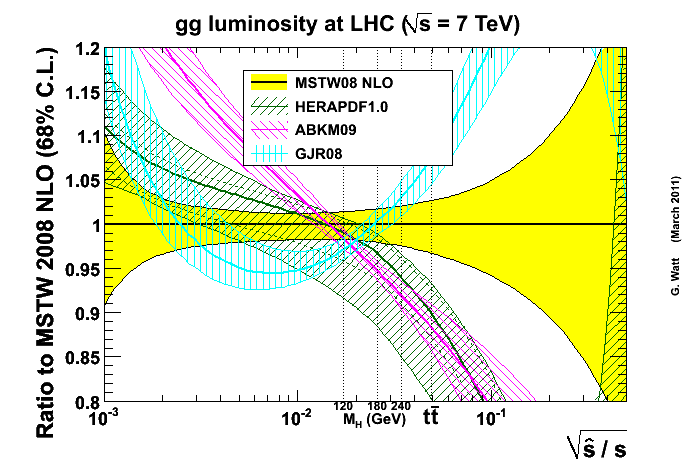 gg luminosity at LHC (√s = 7 TeV)
Ratio to MSTW 2008 NLO (68% C.L.)
1.2
1.15
1.1
1.05
1
0.95
0.9
0.85
0.8
MSTW08 NLO
HERAPDF1.0
ABKM09
GJR08
10-3
10-2
10-1
120 180 240
MH (GeV)
tt̄
√ŝ / s
G. Watt (March 2011)